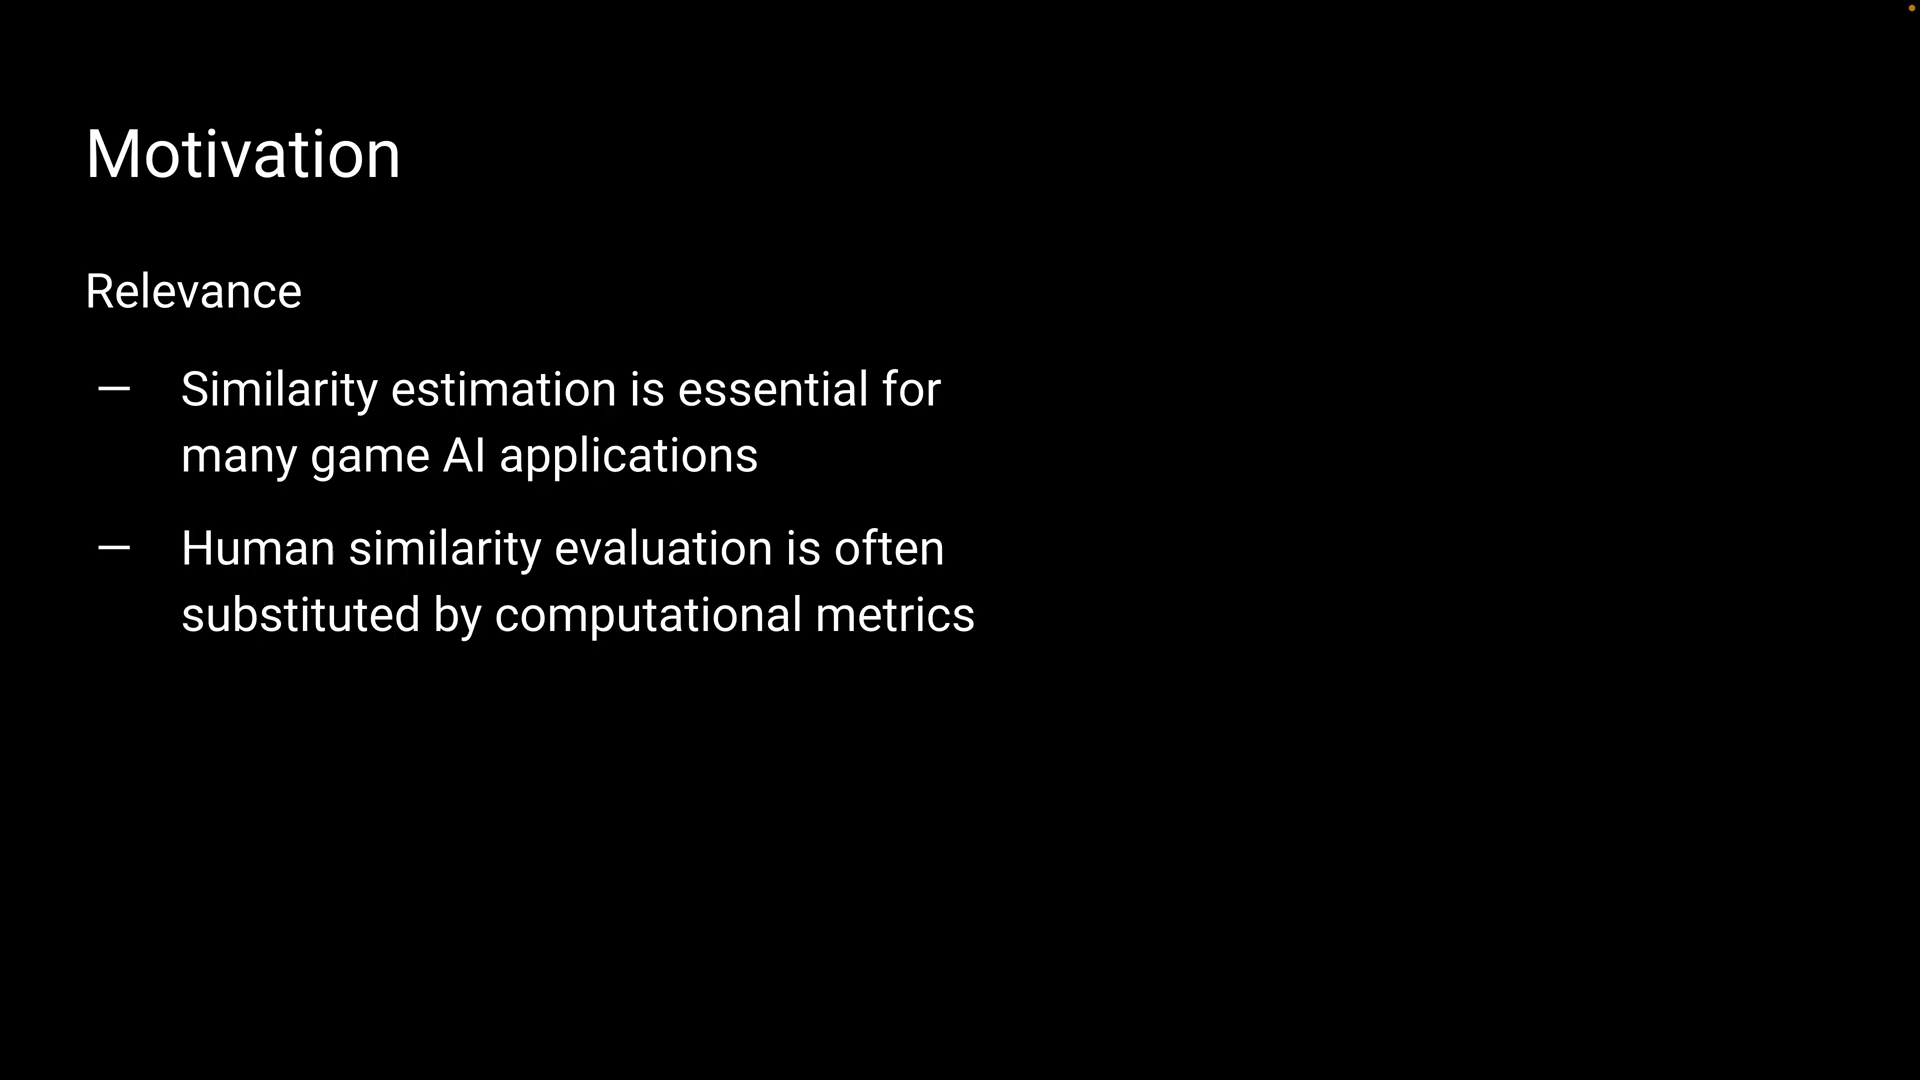 Motivation
Relevance
— Similarity estimation is essential for
many game AI applications
— Human similarity evaluation is often
substituted by computational metrics